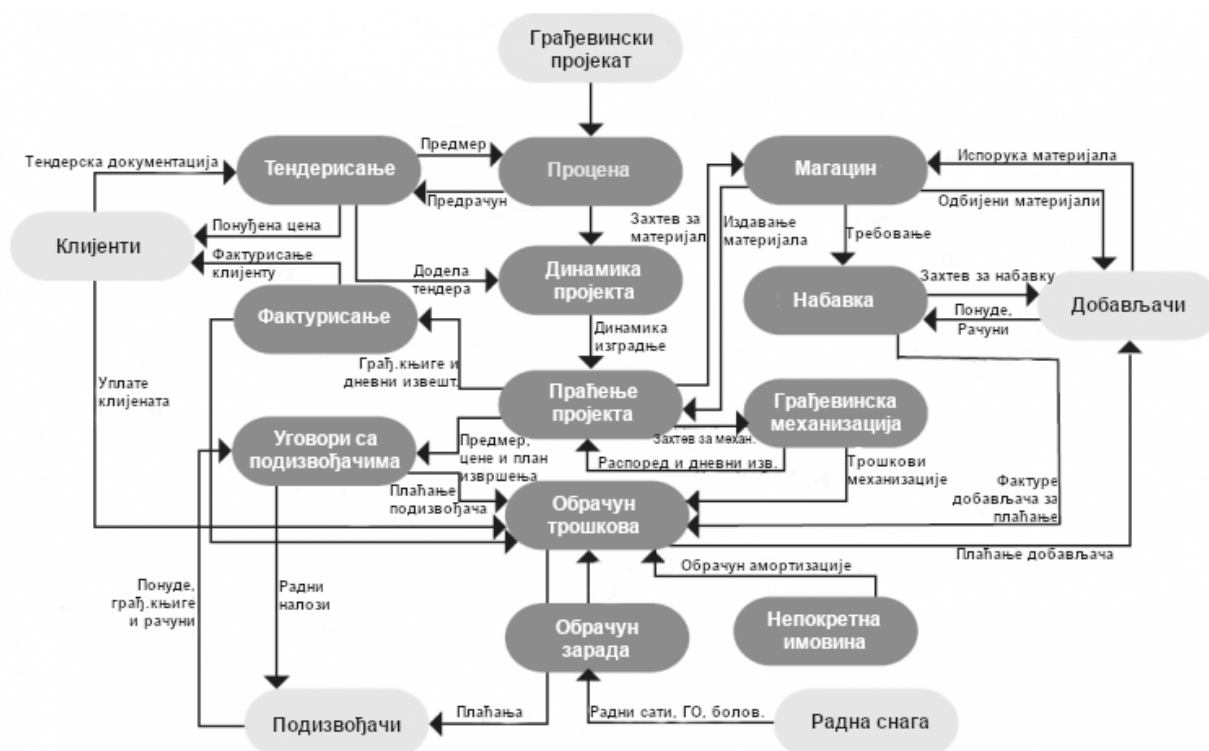 Грађевински
пројекат
Тендерска документација
Тендерисање
Предмер
Процена
Предрачун
Магацин
Испорука материјала
Одбијени материјали
Клијенти
Понуђена цена
Фактурисање
клијенту
Додела
тендера
Захтев за
материјал
Издавање
материјала
Требовање
Динамика
пројекта
Набавка
Захтев за набавку
Понуде,
Рачуни
Добављачи
Фактурисање
Динамика
изградње
Грађ.књиге и
дневни извешт.
Уплате
клијената
Праћење
пројекта
Грађевинска
механизација
Захтев за механ.
Распоред и дневни изв.
Уговори са
подизвођачима
Предмер,
цене и план
извршења
Трошкови
механизације
Плаћање
подизвођача
Обрачун
трошкова
Фактуре
добављача за
плаћање
Плаћање добављача
Обрачун амортизације
Понуде,
грађ.књиге
и рачуни
Радни
налози
Обрачун
зарада
Непокретна
имовина
Подизвођачи
Плаћања
Радни сати, ГО, болов.
Радна снага